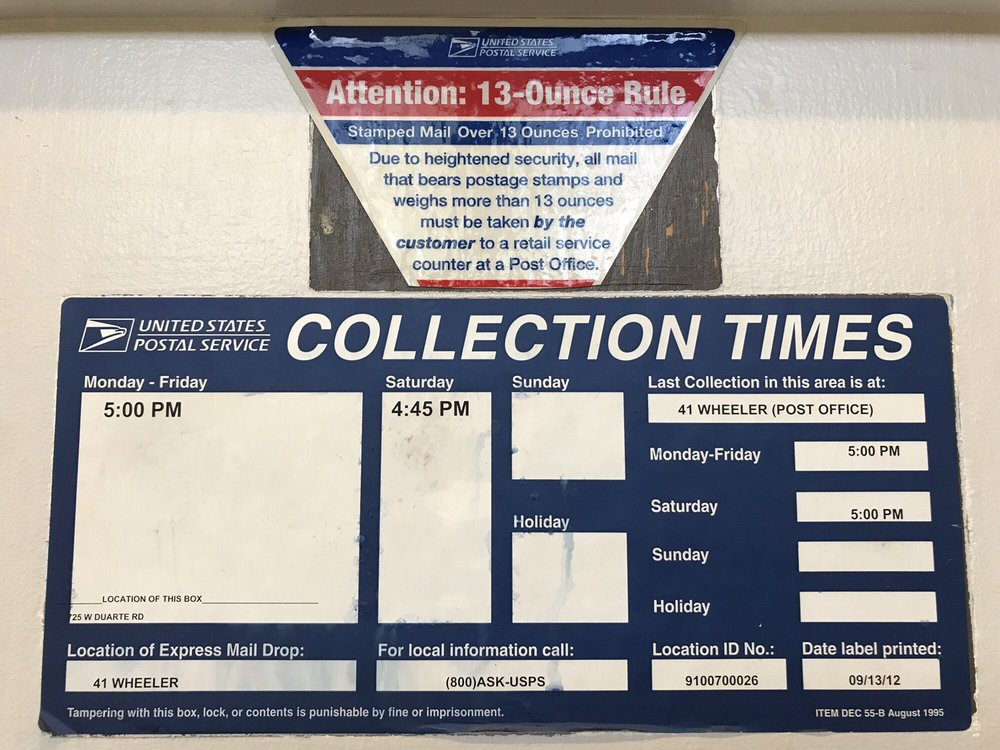 UNITED STATES
POSTAL SERVICE
Attention: 13-Ounce Rule
Stamped Mail Over 13 Ounces Prohibited
Due to heightened security, all mail
that bears postage stamps and
weighs more than 13 ounces
must be taken by the
customer to a retail service
counter at a Post Office.
UNITED STATES
POSTAL SERVICE
COLLECTION TIMES
Monday - Friday
5:00 PM
LOCATION OF THIS BOX
725 W DUARTE RD
Saturday
4:45 PM
Sunday
Holiday
Last Collection in this area is at:
41 WHEELER (POST OFFICE)
Monday-Friday 5:00 PM
Saturday 5:00 PM
Sunday
Holiday
Location of Express Mail Drop:
41 WHEELER
For local information call:
(800)ASK-USPS
Location ID No.:
9100700026
Date label printed:
09/13/12
Tampering with this box, lock, or contents is punishable by fine or imprisonment.
ITEM DEC 55-B August 1995